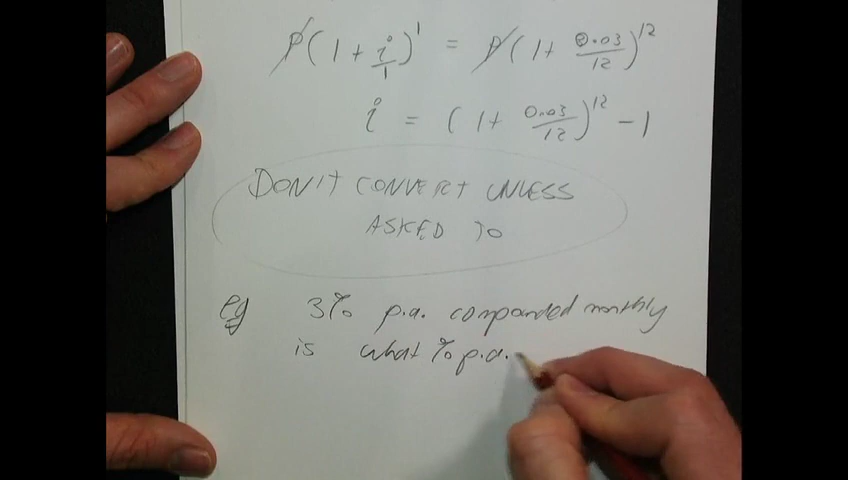 P(1 + i/1)^1 = P(1 + 0.03/12)^12
i = (1 + 0.03/12)^12 - 1
DON'T CONVERT UNLESS
ASKED TO
eg 3% p.a. compounded monthly
is what % p.a.